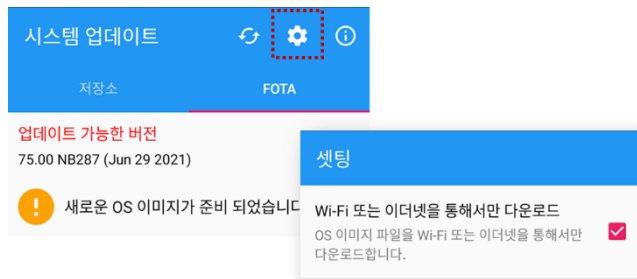 시스템 업데이트
저장소
FOTA
업데이트 가능한 버전
75.00 NB287 (Jun 29 2021)
새로운 OS 이미지가 준비 되었습니다
셋팅
Wi-Fi 또는 이더넷을 통해서만 다운로드
OS 이미지 파일을 Wi-Fi 또는 이더넷을 통해서만
다운로드합니다.